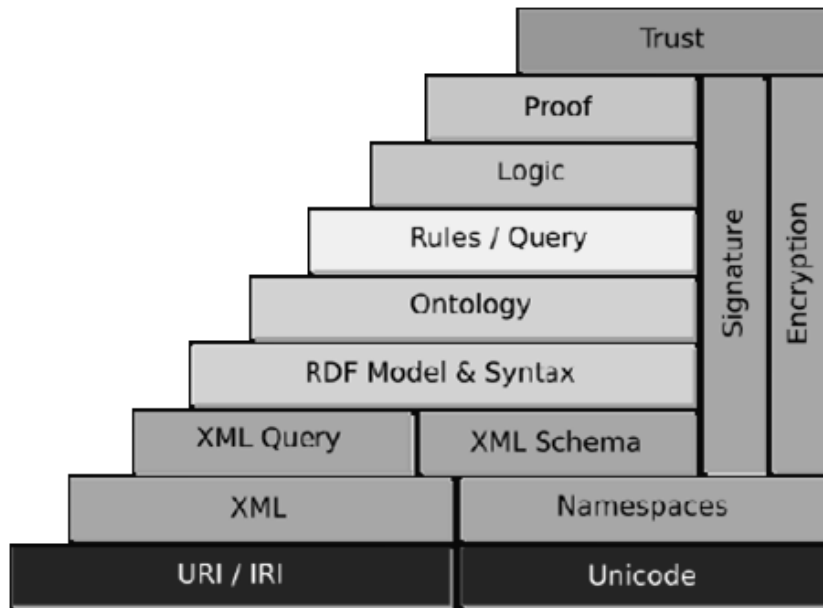 Trust
Proof
Logic
Rules / Query
Ontology
RDF Model & Syntax
XML Query
XML Schema
Signature
Encryption
XML
Namespaces
URI / IRI
Unicode